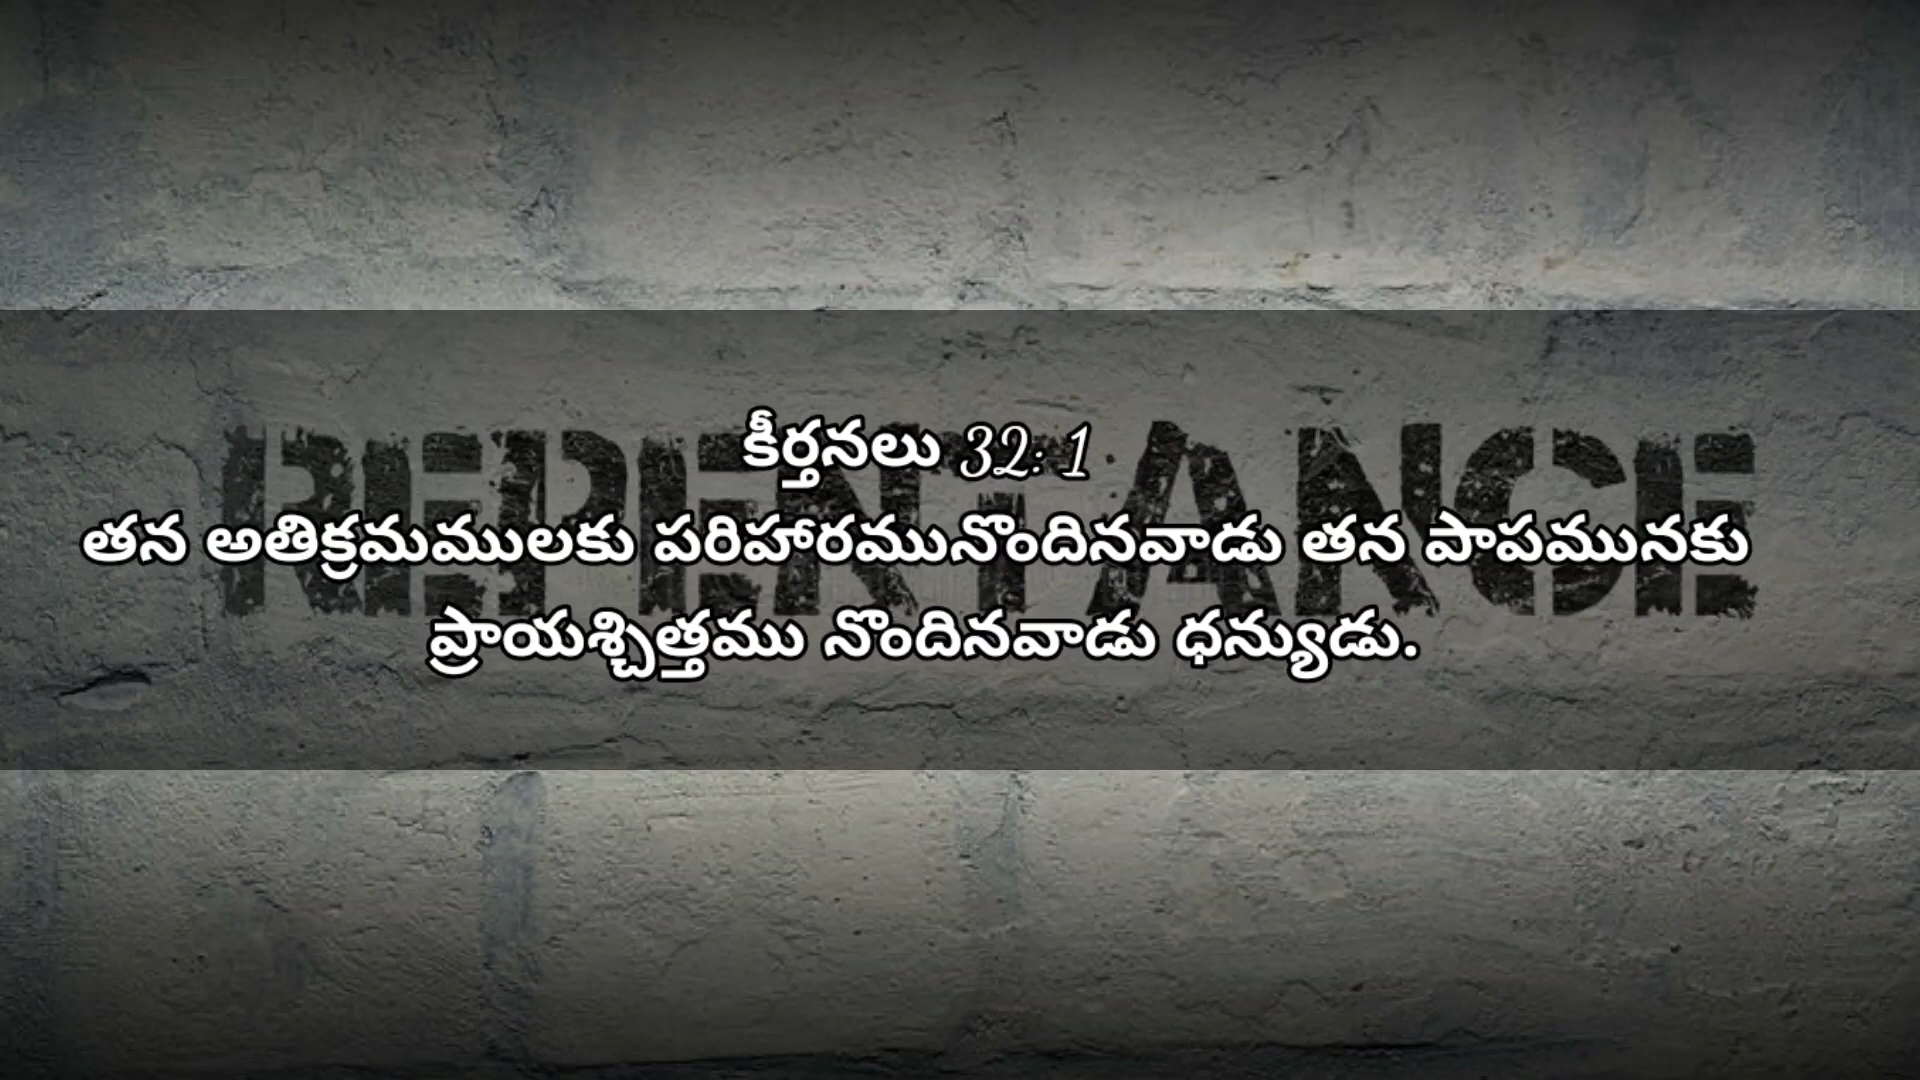 REPENTANCE
కీర్తనలు 32: 1
తన అతిక్రమములకు పరిహారమునొందినవాడు తన పాపమునకు
ప్రాయశ్చిత్తము నొందినవాడు ధన్యుడు.